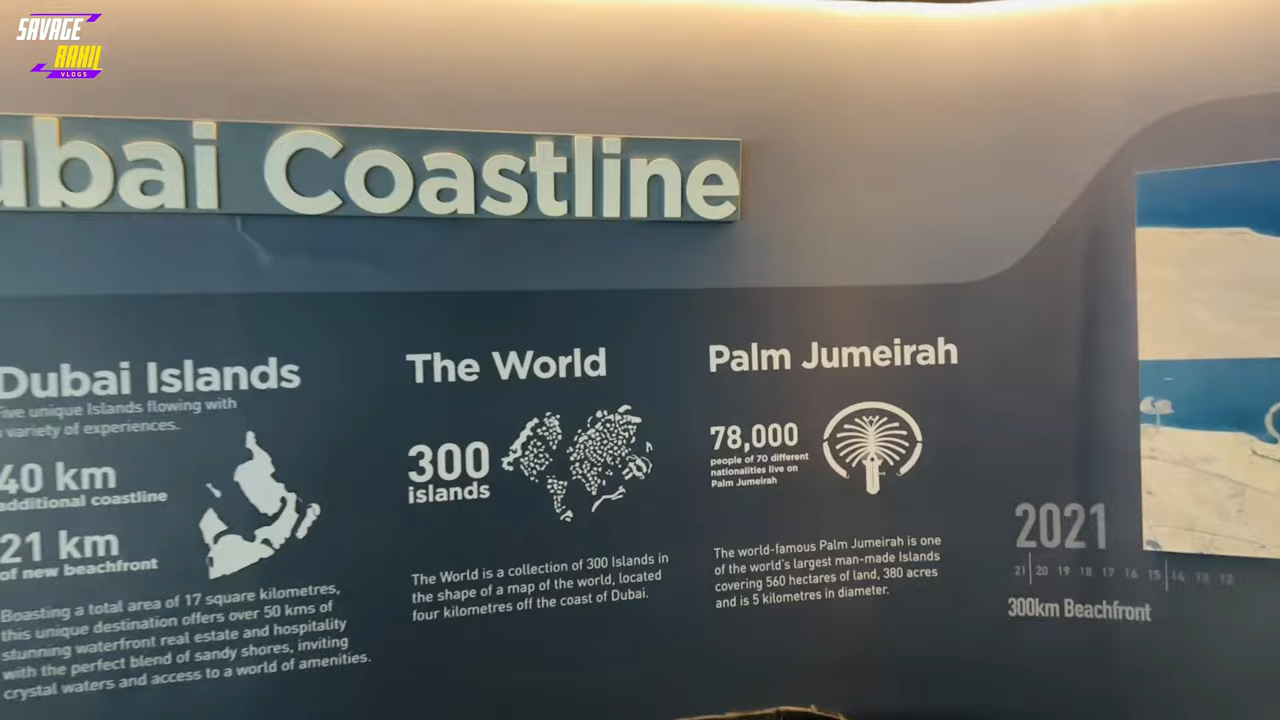 SAVAGE
RAHIL
VLOGS
ubai Coastline
Dubai Islands
Five unique Islands flowing with
variety of experiences.
40 km
additional coastline
21 km
of new beachfront
Boasting a total area of 17 square kilometres,
this unique destination offers over 50 kms of
stunning waterfront real estate and hospitality
with the perfect blend of sandy shores, inviting
crystal waters and access to a world of amenities.
The World
300
islands
The World is a collection of 300 Islands in
the shape of a map of the world, located
four kilometres off the coast of Dubai.
Palm Jumeirah
78,000
people of 70 different
nationalities live on
Palm Jumeirah
The world-famous Palm Jumeirah is one
of the world's largest man-made Islands
covering 560 hectares of land, 380 acres
and is 5 kilometres in diameter.
2021
21 20 19 18 17 16 15 14 13 12
300km Beachfront